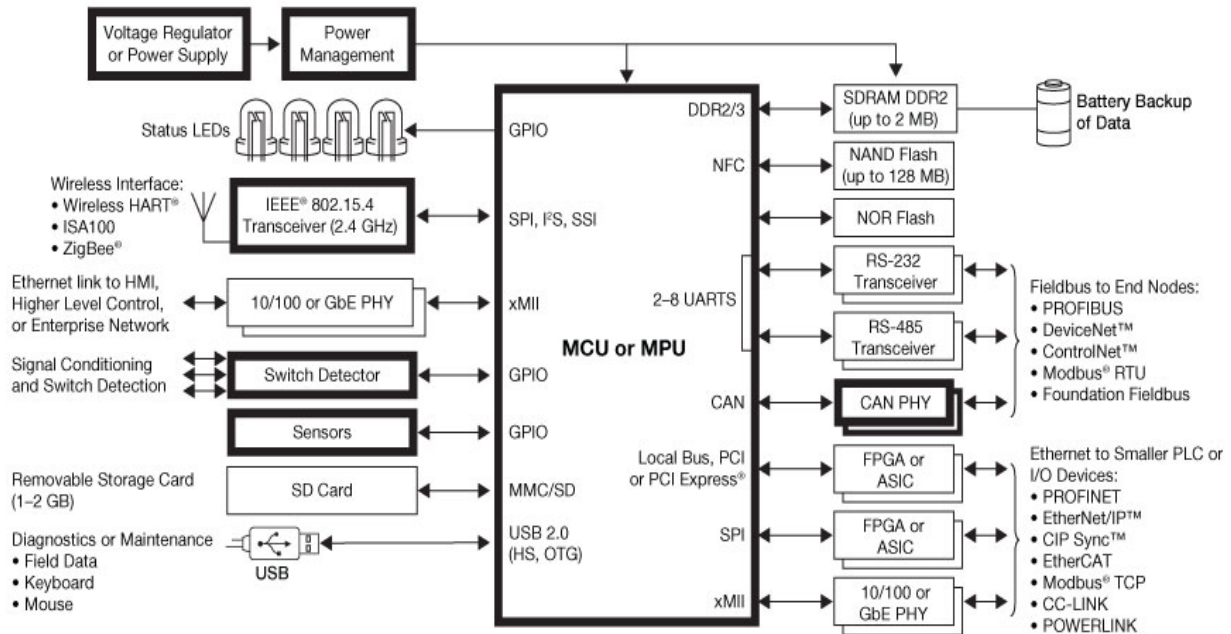 Voltage Regulator
or Power Supply
Power
Management
Status LEDs
GPIO
Wireless Interface:
• Wireless HART®
• ISA100
• ZigBee®
IEEE® 802.15.4
Transceiver (2.4 GHz)
SPI, I²S, SSI
Ethernet link to HMI,
Higher Level Control,
or Enterprise Network
10/100 or GbE PHY
xMII
Signal Conditioning
and Switch Detection
Switch Detector
GPIO
Sensors
GPIO
Removable Storage Card
(1–2 GB)
SD Card
MMC/SD
Diagnostics or Maintenance
• Field Data
• Keyboard
• Mouse
USB
USB 2.0
(HS, OTG)
MCU or MPU
DDR2/3
SDRAM DDR2
(up to 2 MB)
Battery Backup
of Data
NFC
NAND Flash
(up to 128 MB)
NOR Flash
2–8 UARTS
RS-232
Transceiver
RS-485
Transceiver
CAN
CAN PHY
Fieldbus to End Nodes:
• PROFIBUS
• DeviceNet™
• ControlNet™
• Modbus® RTU
• Foundation Fieldbus
Local Bus, PCI
or PCI Express®
FPGA or
ASIC
SPI
FPGA or
ASIC
xMII
10/100 or
GbE PHY
Ethernet to Smaller PLC or
I/O Devices:
• PROFINET
• EtherNet/IP™
• CIP Sync™
• EtherCAT
• Modbus® TCP
• CC-LINK
• POWERLINK